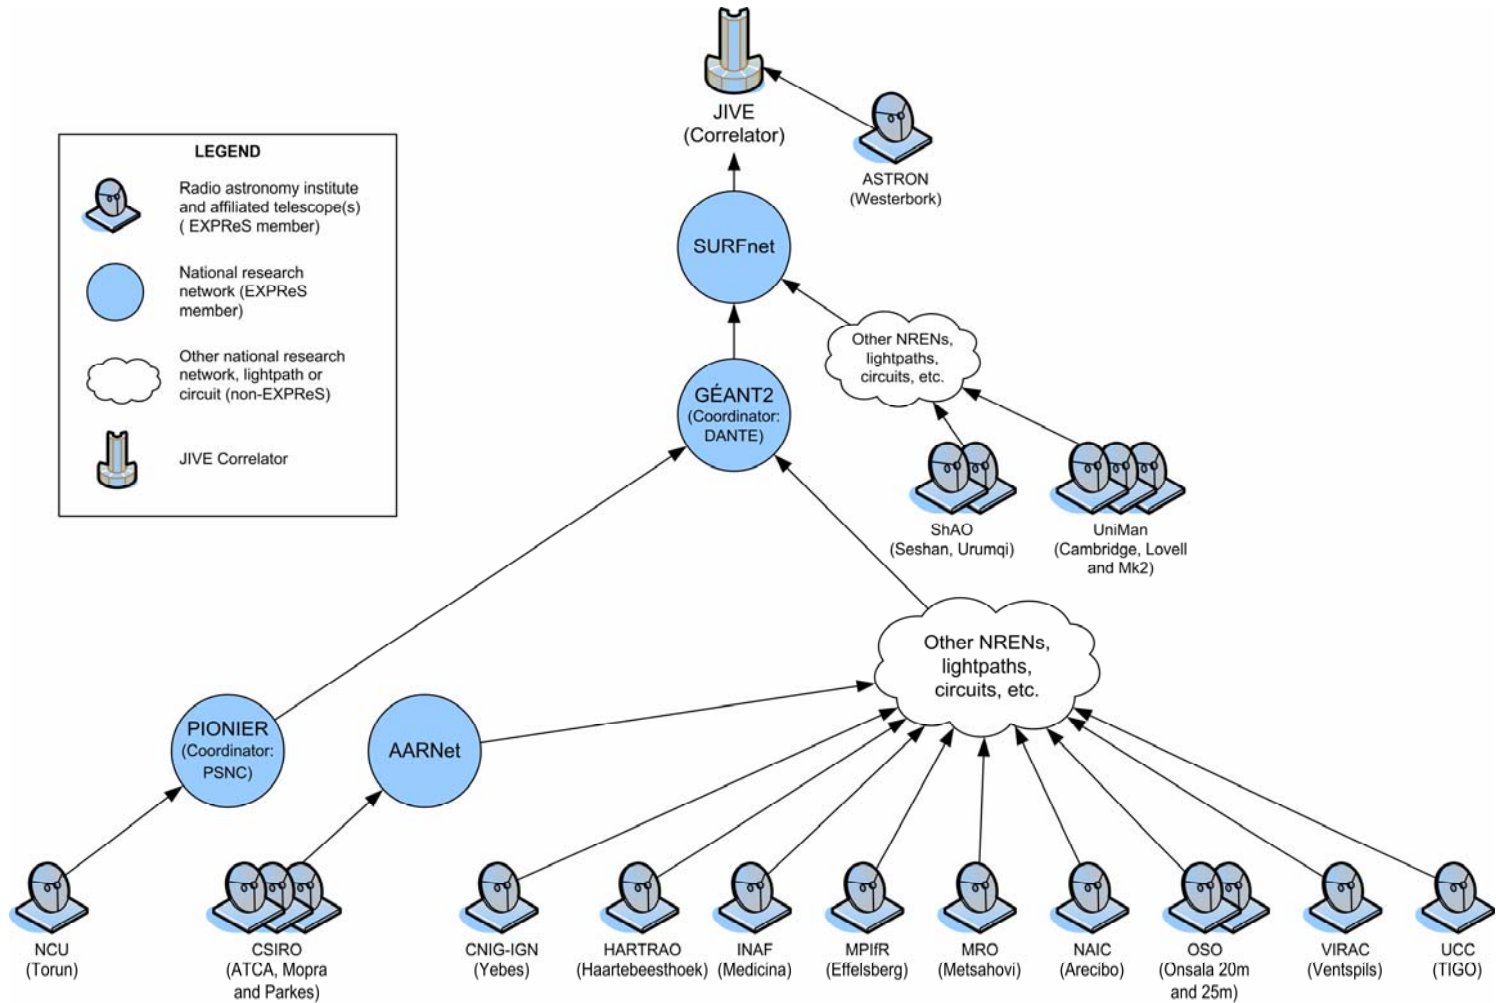 JIVE
(Correlator)
ASTRON
(Westerbork)
LEGEND
Radio astronomy institute
and affiliated telescope(s)
( EXPReS member)
National research
network (EXPReS
member)
Other national research
network, lightpath or
circuit (non-EXPReS)
JIVE Correlator
SURFnet
Other NRENs,
lightpaths,
circuits, etc.
GÉANT2
(Coordinator:
DANTE)
ShAO
(Seshan, Urumqi)
UniMan
(Cambridge, Lovell
and Mk2)
Other NRENs,
lightpaths,
circuits, etc.
PIONIER
(Coordinator:
PSNC)
AARNet
NCU
(Torun)
CSIRO
(ATCA, Mopra
and Parkes)
CNIG-IGN
(Yebes)
HARTRAO
(Haartebeesthoek)
INAF
(Medicina)
MPIfR
(Effelsberg)
MRO
(Metsahovi)
NAIC
(Arecibo)
OSO
(Onsala 20m
and 25m)
VIRAC
(Ventspils)
UCC
(TIGO)